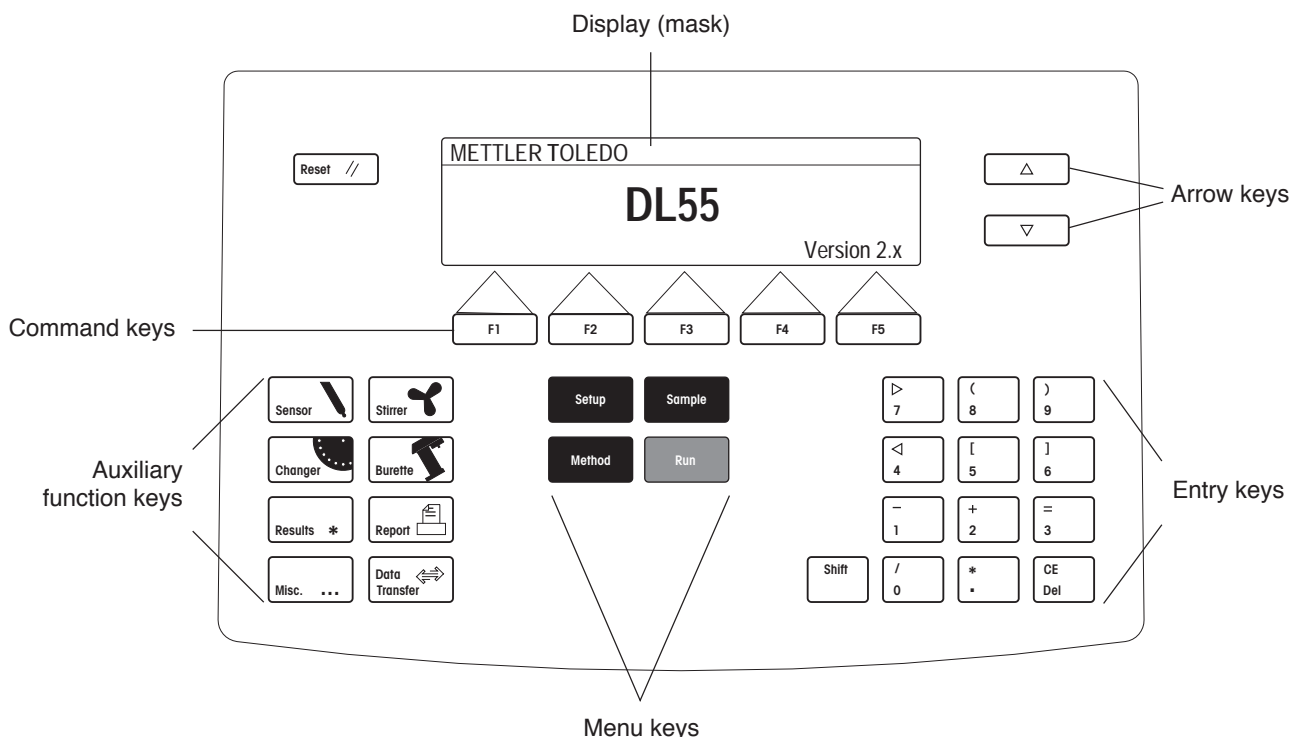 Display (mask)
METTLER TOLEDO
Reset //
DL55
Arrow keys
Version 2.x
Command keys
F1 F2 F3 F4 F5
Sensor Stirrer
Setup Sample
▷ ( )
7 8 9
Changer Burette
Method Run
◁ [ ]
4 5 6
Auxiliary
function keys
Entry keys
Results * Report
− + =
1 2 3
Misc. ... Data
Transfer
Shift / * CE
0 . Del
Menu keys